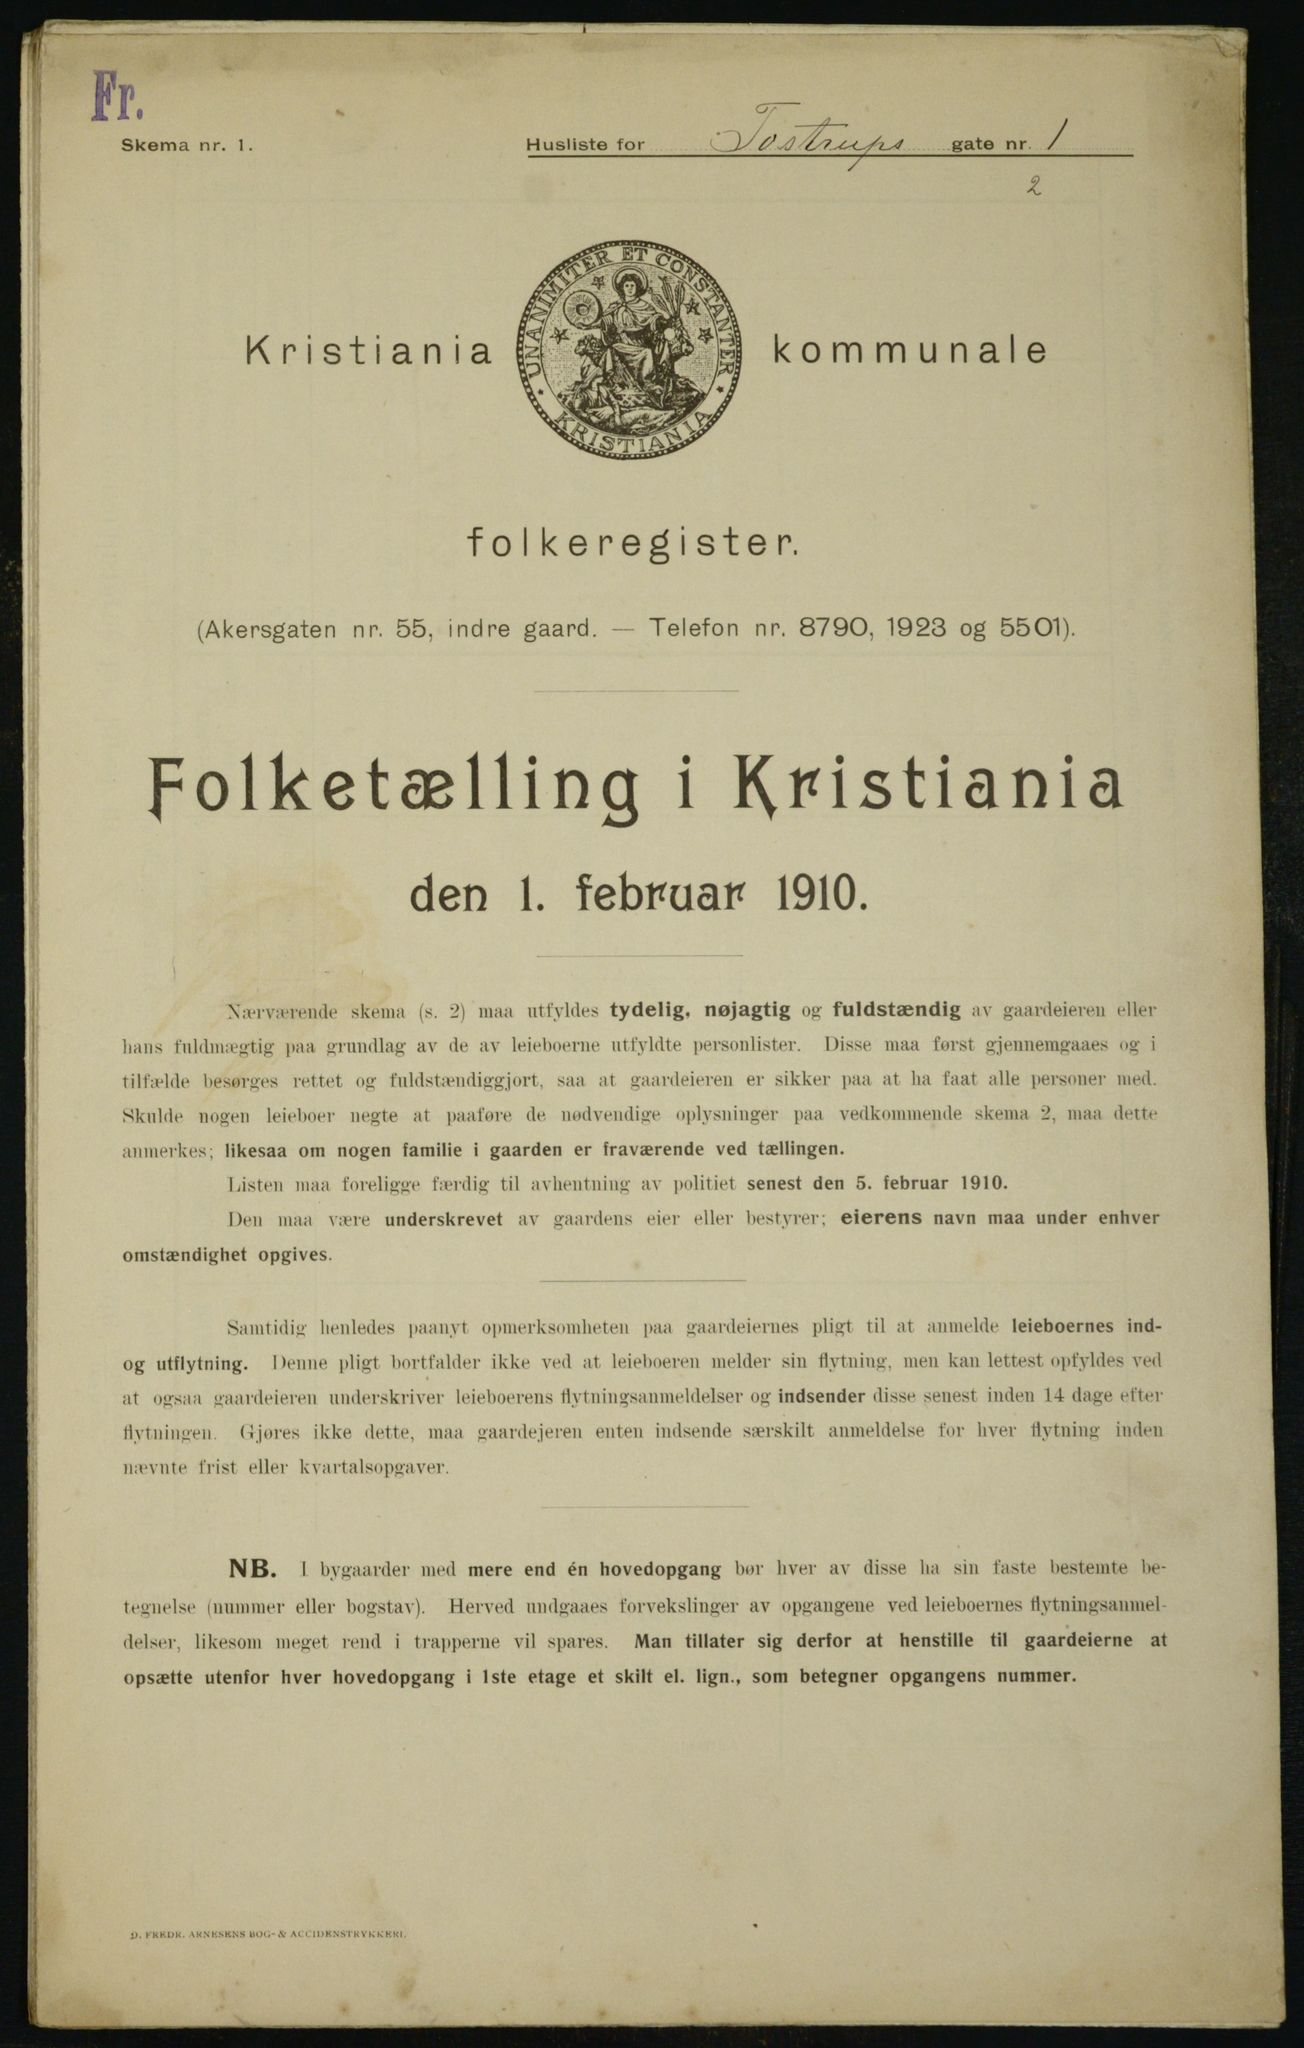 Fr.
Skema nr. 1.
Husliste for Tostrups gate nr. 1
2
Kristiania kommunale
UNANIMITER ET CONSTANTER
KRISTIANIA
folkeregister.
(Akersgaten nr. 55, indre gaard. — Telefon nr. 8790, 1923 og 5501).
Folketælling i Kristiania
den 1. februar 1910.
Nærværende skema (s. 2) maa utfyldes tydelig, nøjagtig og fuldstændig av gaardeieren eller
hans fuldmægtig paa grundlag av de av leieboerne utfyldte personlister. Disse maa først gjennemgaaes og i
tilfælde besørges rettet og fuldstændiggjort, saa at gaardeieren er sikker paa at ha faat alle personer med.
Skulde nogen leieboer negte at paaføre de nødvendige oplysninger paa vedkommende skema 2, maa dette
anmerkes; likesaa om nogen familie i gaarden er fraværende ved tællingen.
Listen maa foreligge færdig til avhentning av politiet senest den 5. februar 1910.
Den maa være underskrevet av gaardens eier eller bestyrer; eierens navn maa under enhver
omstændighet opgives.
Samtidig henledes paanyt opmerksomheten paa gaardeiernes pligt til at anmelde leieboernes ind-
og utflytning. Denne pligt bortfalder ikke ved at leieboeren melder sin flytning, men kan lettest opfyldes ved
at ogsaa gaardeieren underskriver leieboerens flytningsanmeldelser og indsender disse senest inden 14 dage efter
flytningen. Gjøres ikke dette, maa gaardejeren enten indsende særskilt anmeldelse for hver flytning inden
nævnte frist eller kvartalsopgaver.
NB. I bygaarder med mere end én hovedopgang bør hver av disse ha sin faste bestemte be-
tegnelse (nummer eller bogstav). Herved undgaaes forvekslinger av opgangene ved leieboernes flytningsanmel-
delser, likesom meget rend i trapperne vil spares. Man tillater sig derfor at henstille til gaardeierne at
opsætte utenfor hver hovedopgang i 1ste etage et skilt el. lign., som betegner opgangens nummer.
D. FREDR. ARNESENS BOG- & ACCIDENSTRYKKERI.